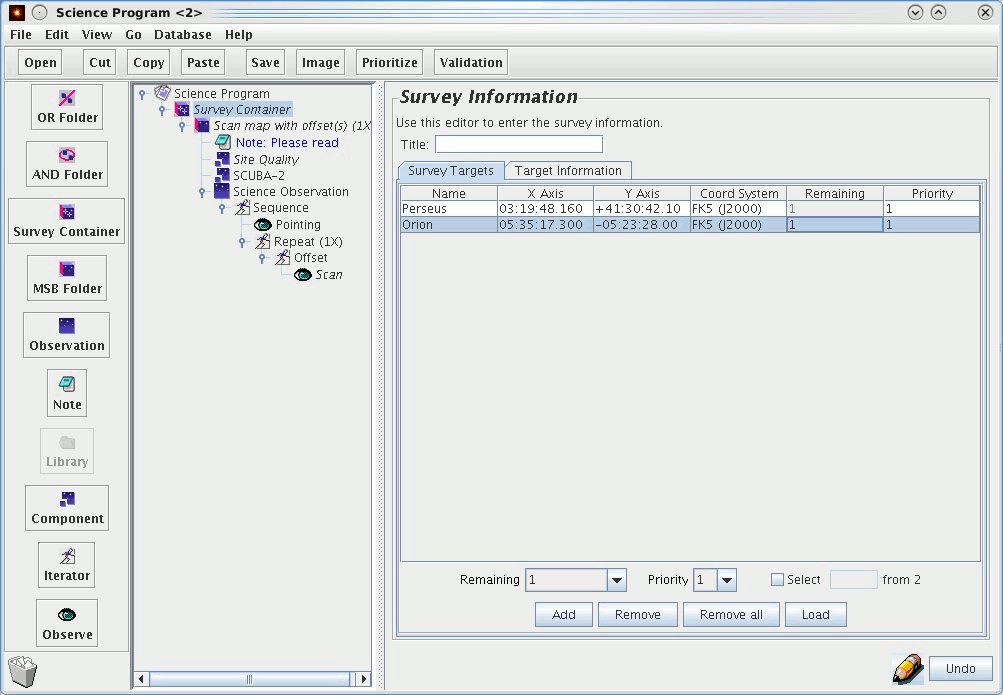 Science Program <2>
File Edit View Go Database Help
Open Cut Copy Paste Save Image Prioritize Validation
OR Folder
AND Folder
Survey Container
MSB Folder
Observation
Note
Library
Component
Iterator
Observe
Science Program
Survey Container
Scan map with offset(s) (1X
Note: Please read
Site Quality
SCUBA-2
Science Observation
Sequence
Pointing
Repeat (1X)
Offset
Scan
Survey Information
Use this editor to enter the survey information.
Title:
Survey Targets Target Information
Name X Axis Y Axis Coord System Remaining Priority
Perseus 03:19:48.160 +41:30:42.10 FK5 (J2000) 1 1
Orion 05:35:17.300 -05:23:28.00 FK5 (J2000) 1 1
Remaining 1 Priority 1 Select from 2
Add Remove Remove all Load
Undo